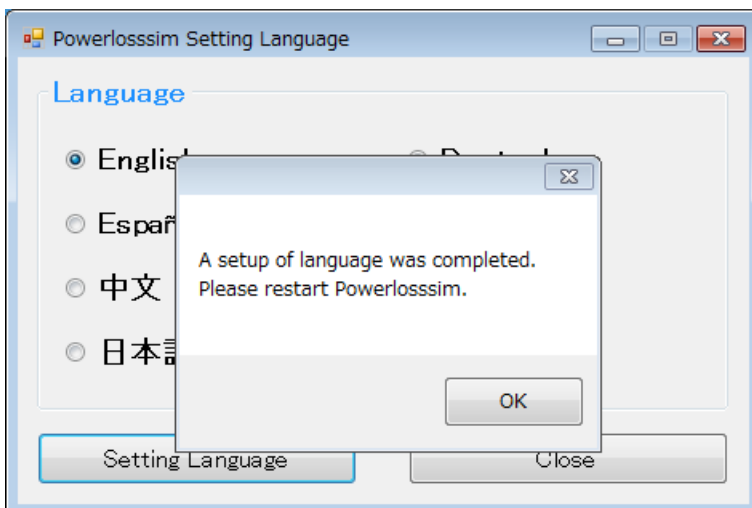 Powerlosssim Setting Language
Language
English
Españ
A setup of language was completed.
Please restart Powerlosssim.
中文
日本語
OK
Setting Language
Close